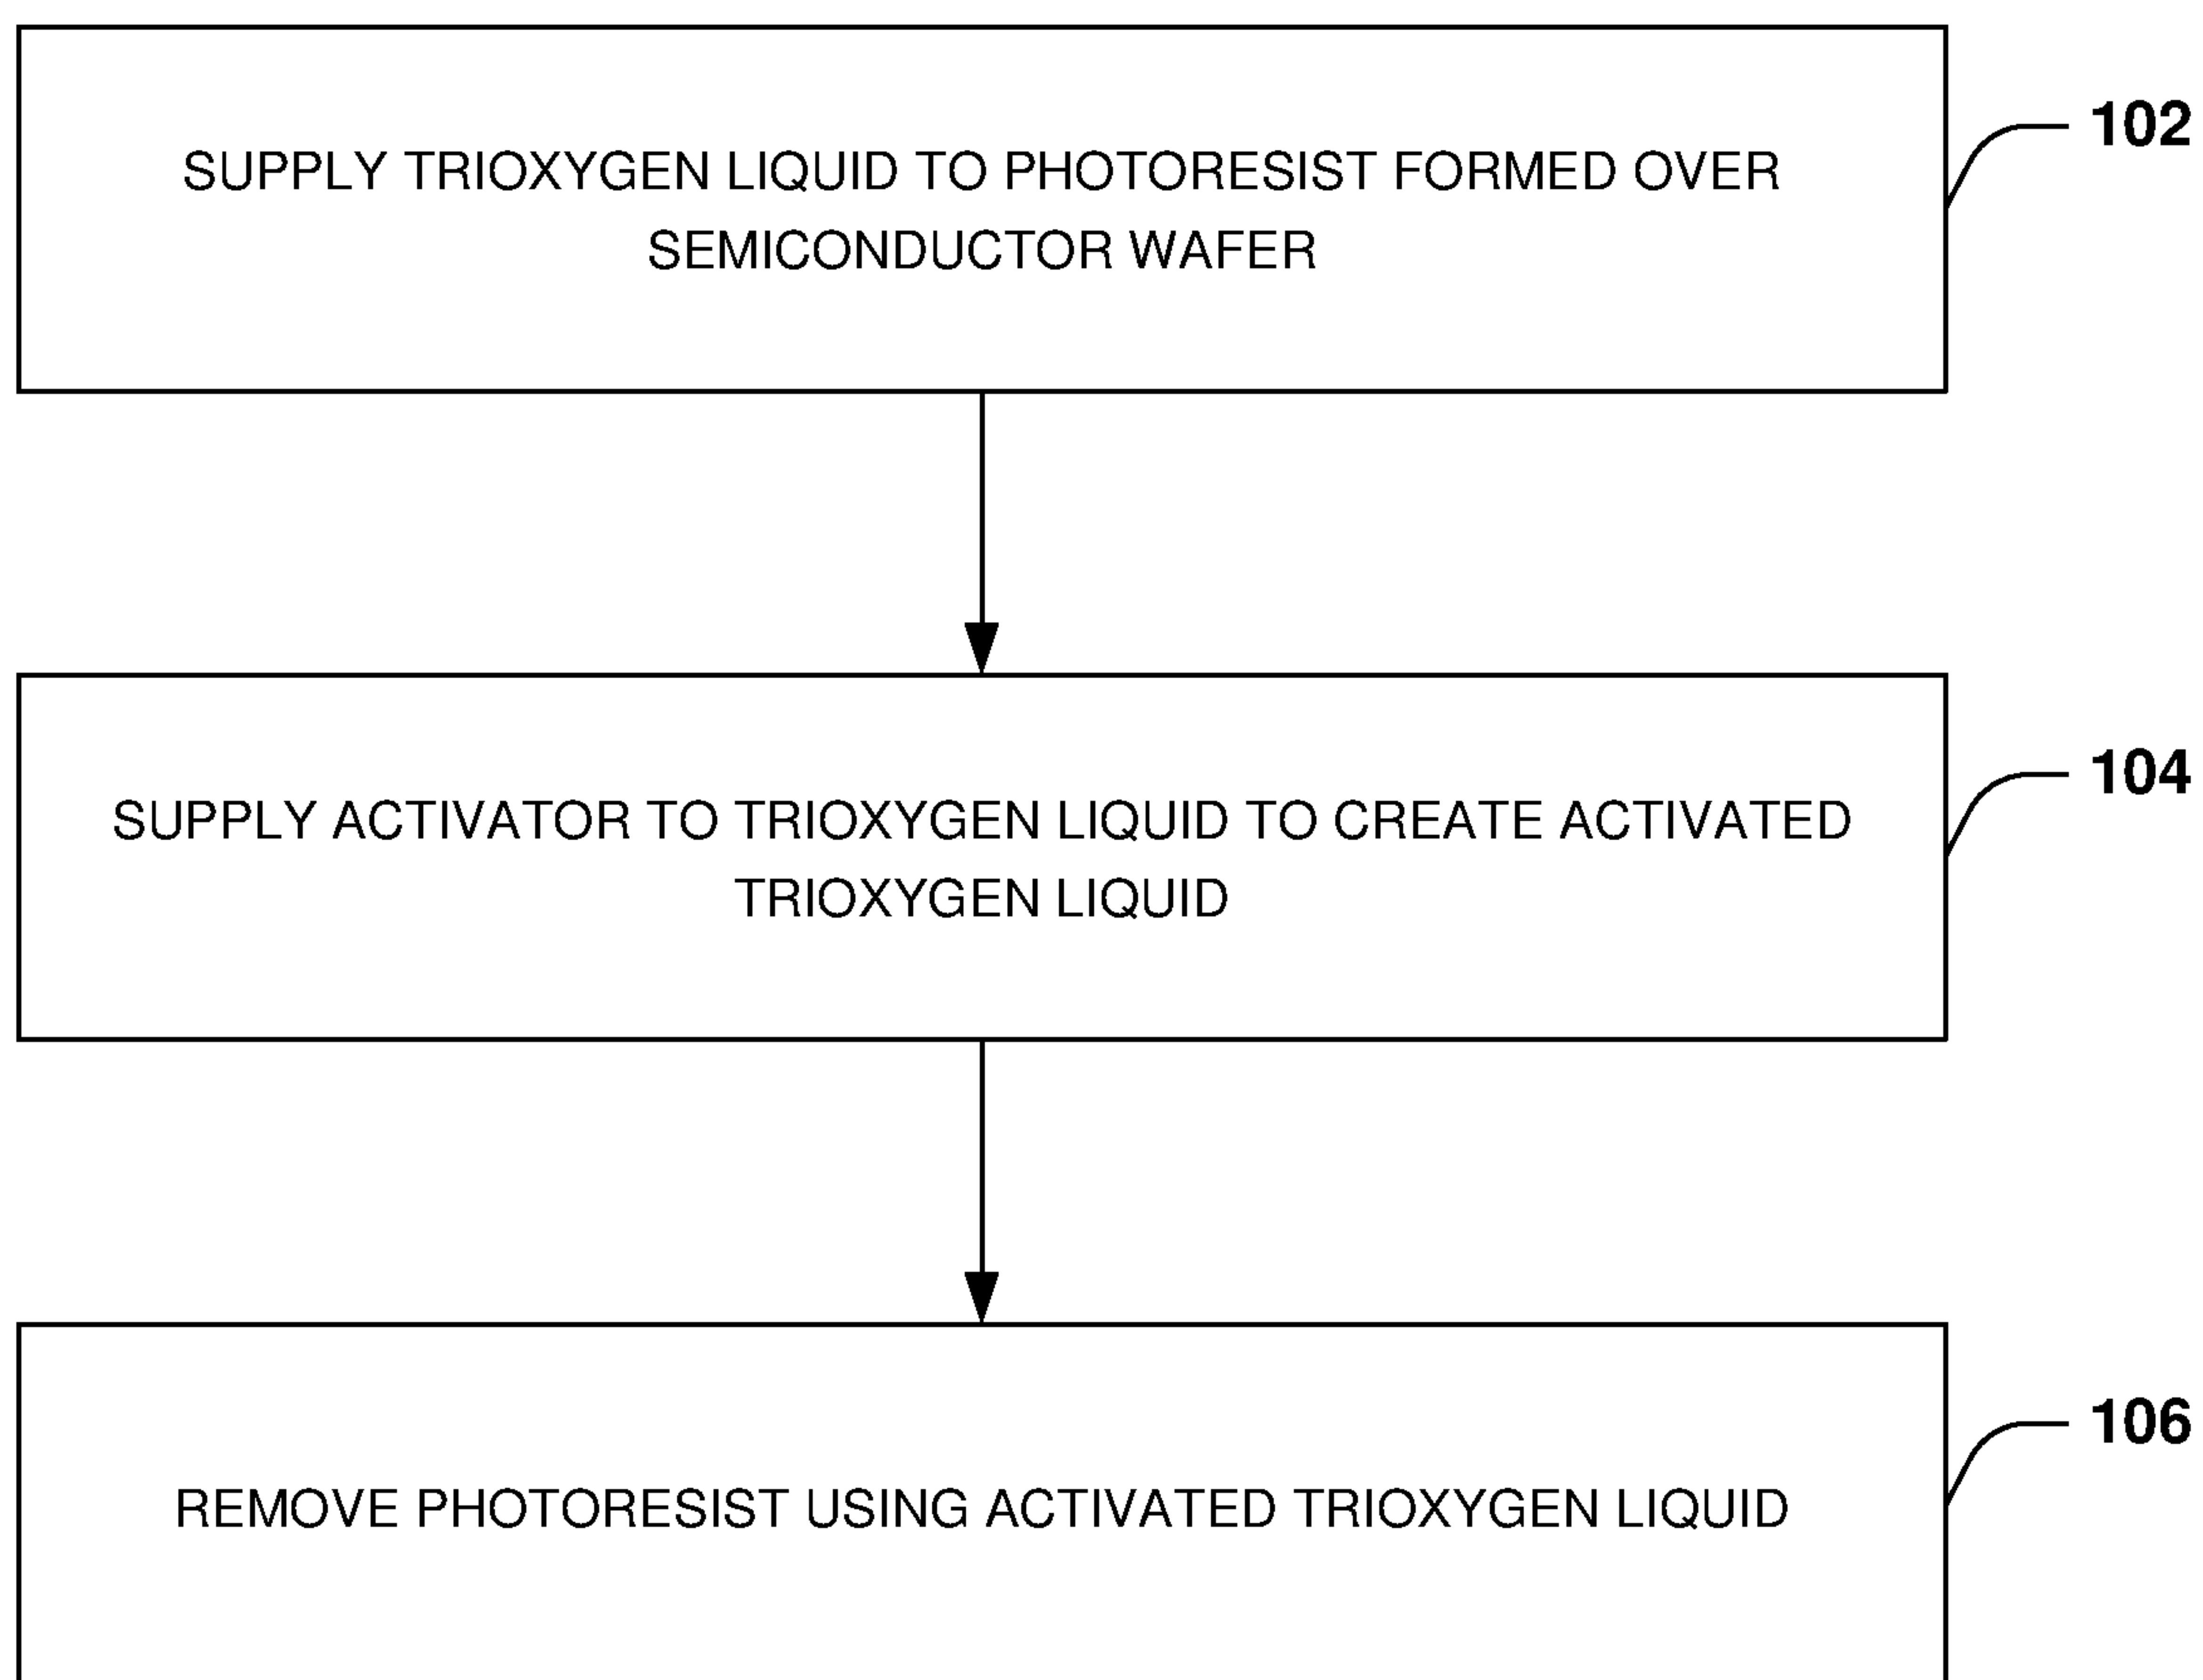 102
SUPPLY TRIOXYGEN LIQUID TO PHOTORESIST FORMED OVER
SEMICONDUCTOR WAFER
104
SUPPLY ACTIVATOR TO TRIOXYGEN LIQUID TO CREATE ACTIVATED
TRIOXYGEN LIQUID
106
REMOVE PHOTORESIST USING ACTIVATED TRIOXYGEN LIQUID